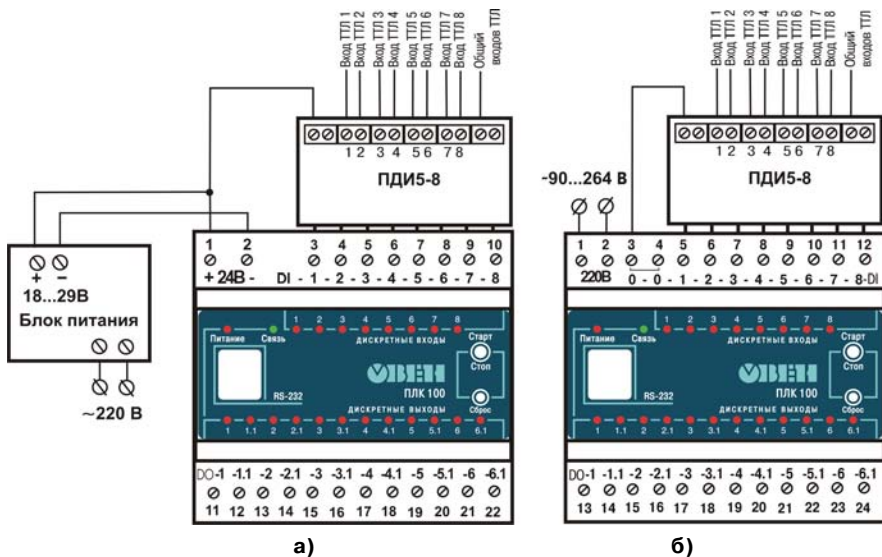 Вход ТТЛ 1
Вход ТТЛ 2
Вход ТТЛ 3
Вход ТТЛ 4
Вход ТТЛ 5
Вход ТТЛ 6
Вход ТТЛ 7
Вход ТТЛ 8
Общий
входов ТТЛ
1 2 3 4 5 6 7 8
ПДИ5-8
1 2 3 4 5 6 7 8 9 10
+ 24В - DI - 1 - 2 - 3 - 4 - 5 - 6 - 7 - 8
+ –
18...29В
Блок питания
~220 В
1 2 3 4 5 6 7 8
Питание Связь ДИСКРЕТНЫЕ ВХОДЫ Старт
Стоп
ОВЕН
ПЛК 100
RS-232
ДИСКРЕТНЫЕ ВЫХОДЫ Сброс
1 1.1 2 2.1 3 3.1 4 4.1 5 5.1 6 6.1
DO-1 -1.1 -2 -2.1 -3 -3.1 -4 -4.1 -5 -5.1 -6 -6.1
11 12 13 14 15 16 17 18 19 20 21 22
а)
Вход ТТЛ 1
Вход ТТЛ 2
Вход ТТЛ 3
Вход ТТЛ 4
Вход ТТЛ 5
Вход ТТЛ 6
Вход ТТЛ 7
Вход ТТЛ 8
Общий
входов ТТЛ
1 2 3 4 5 6 7 8
ПДИ5-8
~90...264 В
1 2 3 4 5 6 7 8 9 10 11 12
220В 0 - 0 - 1 - 2 - 3 - 4 - 5 - 6 - 7 - 8-DI
1 2 3 4 5 6 7 8
Питание Связь ДИСКРЕТНЫЕ ВХОДЫ Старт
Стоп
ОВЕН
ПЛК 100
RS-232
ДИСКРЕТНЫЕ ВЫХОДЫ Сброс
1 1.1 2 2.1 3 3.1 4 4.1 5 5.1 6 6.1
DO-1 -1.1 -2 -2.1 -3 -3.1 -4 -4.1 -5 -5.1 -6 -6.1
13 14 15 16 17 18 19 20 21 22 23 24
б)